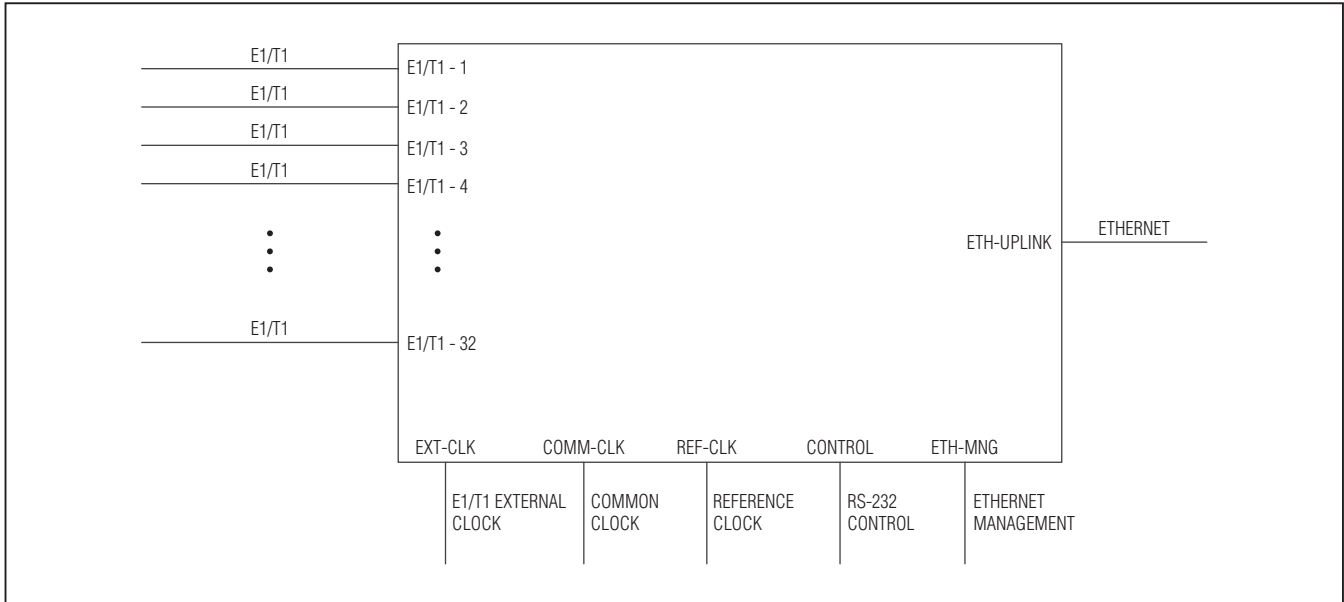 E1/T1
E1/T1 - 1
E1/T1
E1/T1 - 2
E1/T1
E1/T1 - 3
E1/T1
E1/T1 - 4
ETH-UPLINK
ETHERNET
E1/T1
E1/T1 - 32
EXT-CLK
COMM-CLK
REF-CLK
CONTROL
ETH-MNG
E1/T1 EXTERNAL
CLOCK
COMMON
CLOCK
REFERENCE
CLOCK
RS-232
CONTROL
ETHERNET
MANAGEMENT